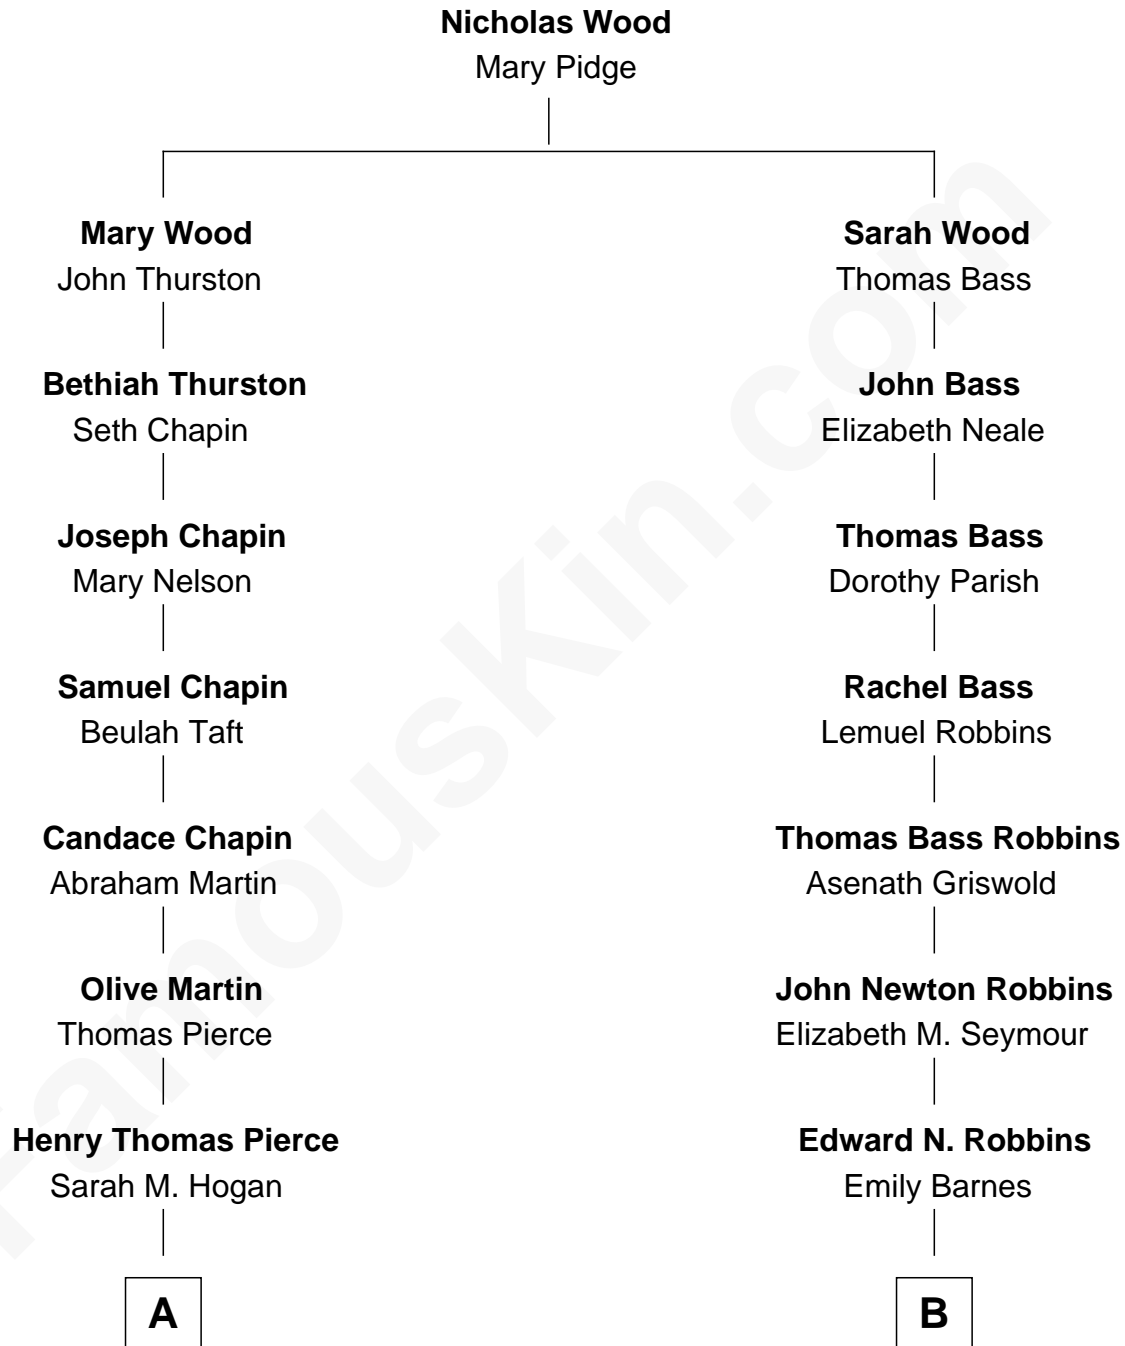 Nicholas Wood
Mary Pidge
Mary Wood
John Thurston
Sarah Wood
Thomas Bass
Bethiah Thurston
Seth Chapin
John Bass
Elizabeth Neale
Joseph Chapin
Mary Nelson
Thomas Bass
Dorothy Parish
Samuel Chapin
Beulah Taft
Rachel Bass
Lemuel Robbins
Candace Chapin
Abraham Martin
Thomas Bass Robbins
Asenath Griswold
Olive Martin
Thomas Pierce
John Newton Robbins
Elizabeth M. Seymour
Henry Thomas Pierce
Sarah M. Hogan
Edward N. Robbins
Emily Barnes
A
B
FamousKin.com